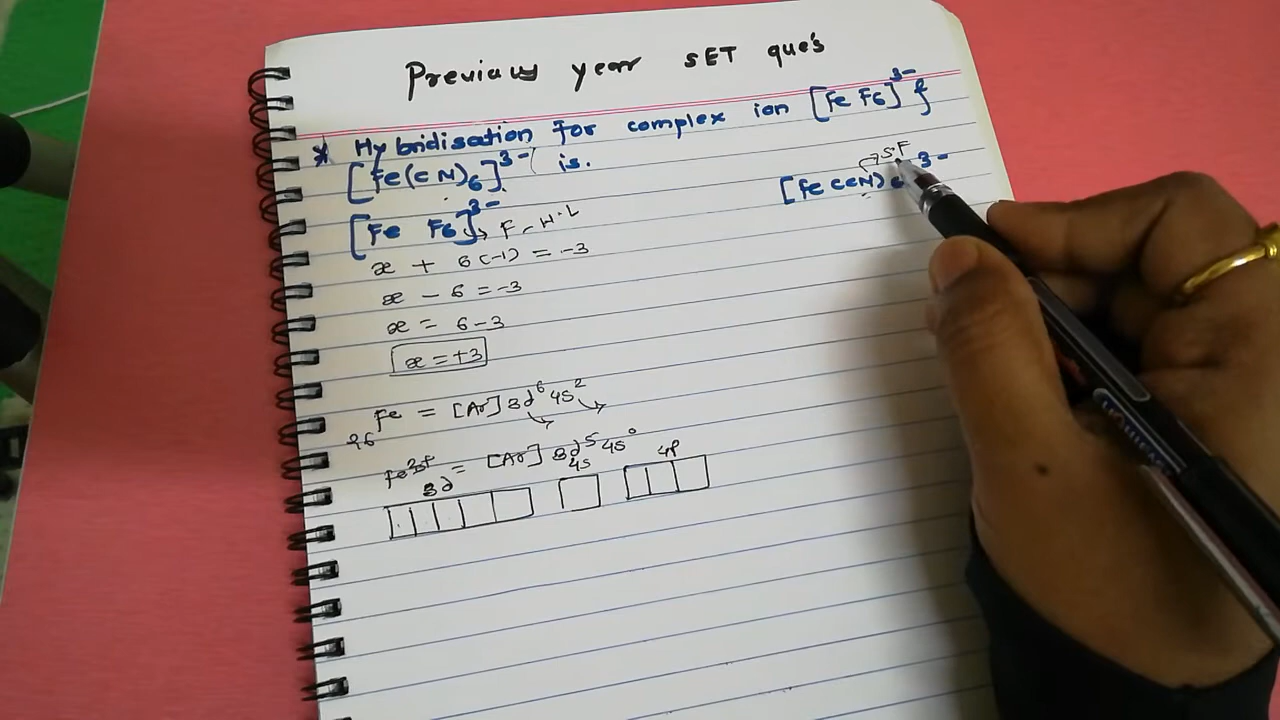 Previous year SET que's
* Hybridisation for complex ion [Fe F6]3- &
[Fe(CN)6]3- is.
[Fe F6]3- → F - H.L
x + 6(-1) = -3
x - 6 = -3
x = 6-3
x = +3
26Fe = [Ar] 3d6 4s2
Fe3+ = [Ar] 3d5 4s0
3d 4s 4p
→ S.F
[Fe(CN)6 3-